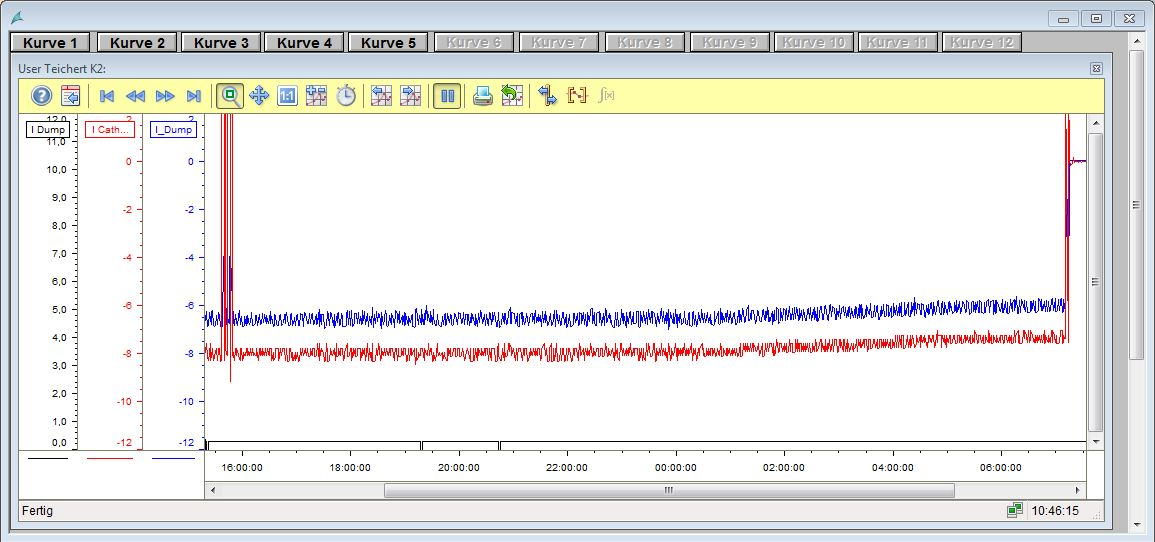 Kurve 1 Kurve 2 Kurve 3 Kurve 4 Kurve 5 Kurve 6 Kurve 7 Kurve 8 Kurve 9 Kurve 10 Kurve 11 Kurve 12
User Teichert K2:
? 1:1 f(x)
12,0 2 2
I Dump I Cath... I_Dump
10,0 0 0
9,0
8,0 -2 -2
7,0 -4 -4
6,0
5,0 -6 -6
4,0
3,0 -8 -8
2,0 -10 -10
1,0
0,0 -12 -12
16:00:00 18:00:00 20:00:00 22:00:00 00:00:00 02:00:00 04:00:00 06:00:00
Fertig 10:46:15